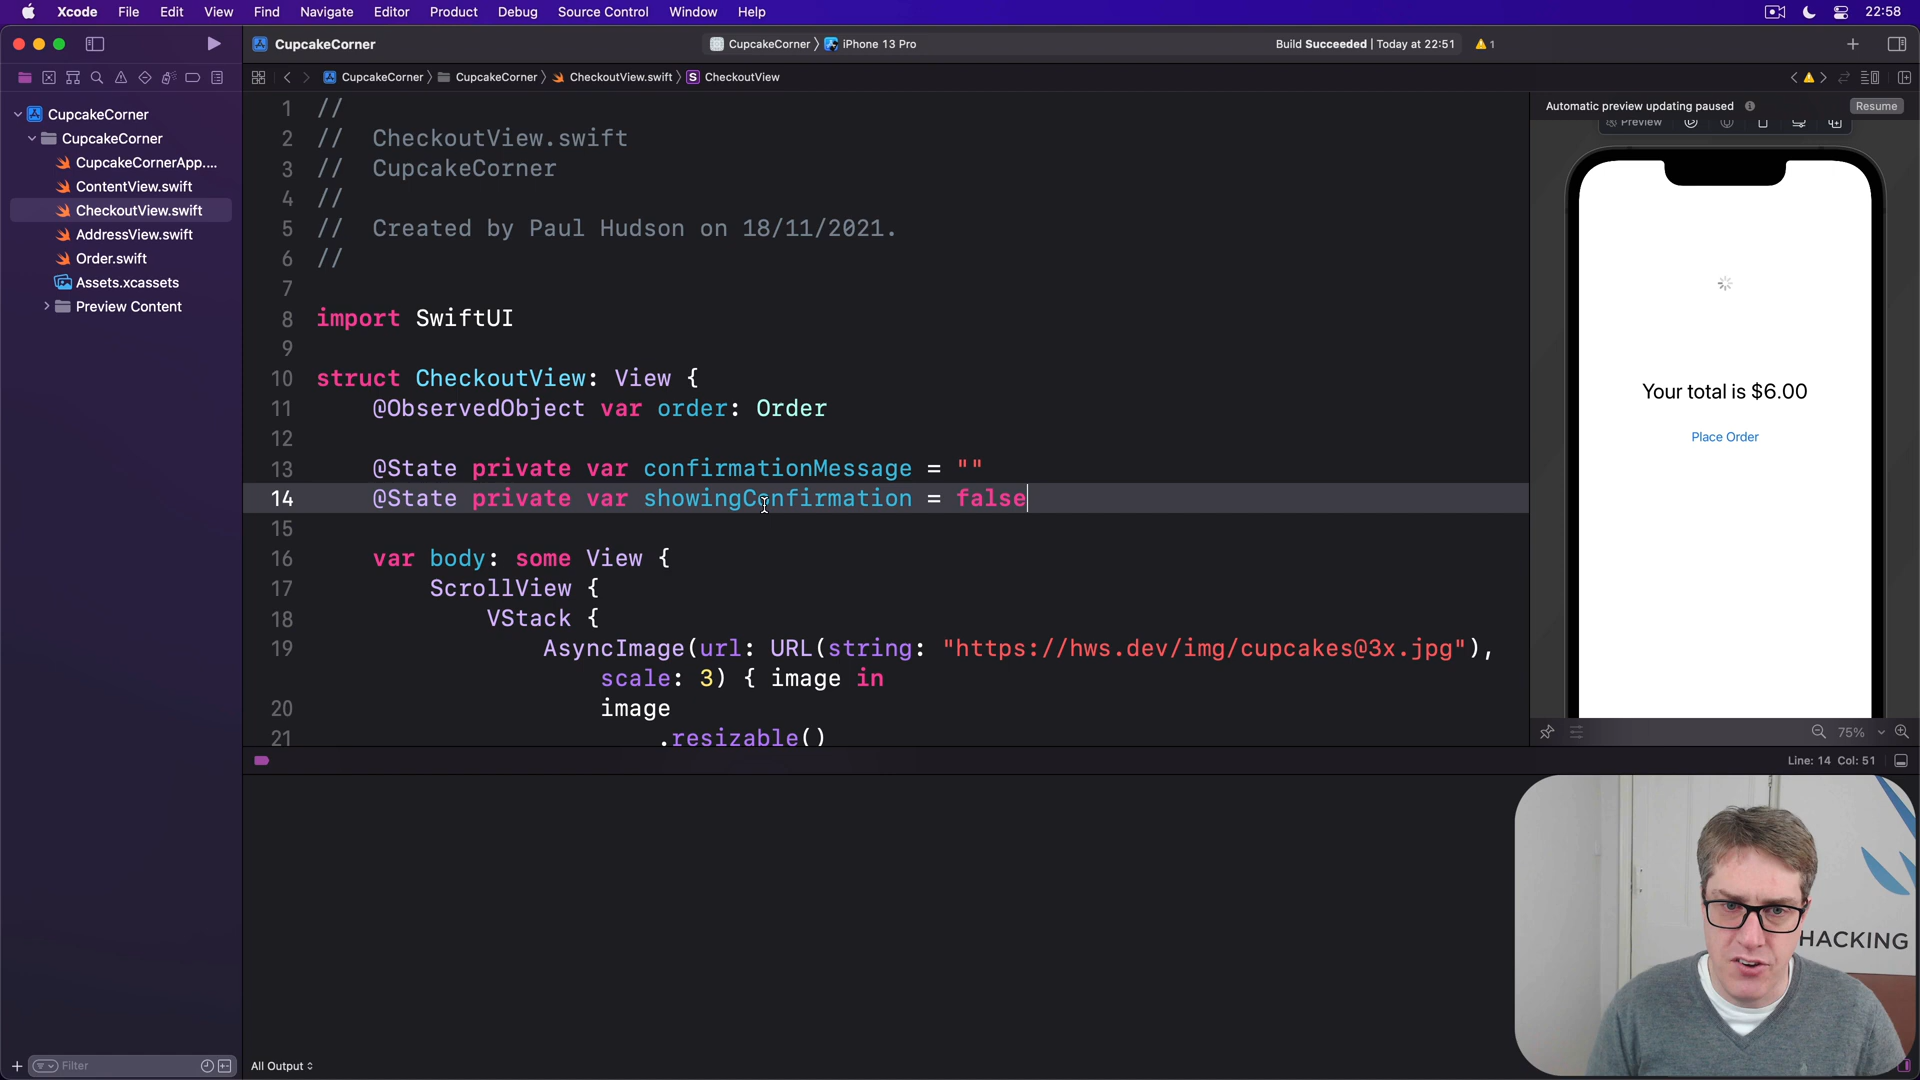 Xcode File Edit View Find Navigate Editor Product Debug Source Control Window Help 22:58
CupcakeCorner CupcakeCorner iPhone 13 Pro Build Succeeded | Today at 22:51 1
CupcakeCorner CupcakeCorner CheckoutView.swift S CheckoutView
CupcakeCorner
CupcakeCorner
CupcakeCornerApp....
ContentView.swift
CheckoutView.swift
AddressView.swift
Order.swift
Assets.xcassets
Preview Content
Filter
1 //
2 // CheckoutView.swift
3 // CupcakeCorner
4 //
5 // Created by Paul Hudson on 18/11/2021.
6 //
7
8 import SwiftUI
9
10 struct CheckoutView: View {
11 @ObservedObject var order: Order
12
13 @State private var confirmationMessage = ""
14 @State private var showingConfirmation = false
15
16 var body: some View {
17 ScrollView {
18 VStack {
19 AsyncImage(url: URL(string: "https://hws.dev/img/cupcakes@3x.jpg"),
scale: 3) { image in
20 image
21 .resizable()
Automatic preview updating paused Resume
Preview
Your total is $6.00
Place Order
75%
Line: 14 Col: 51
All Output
HACKING